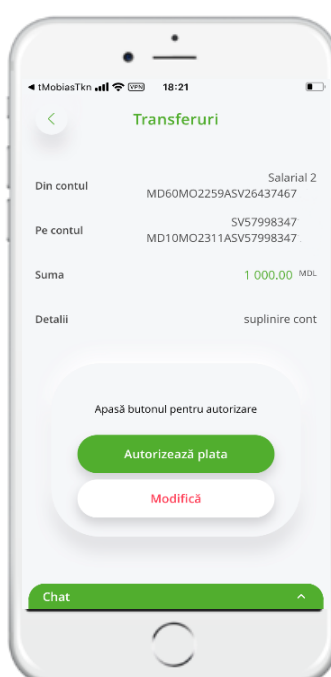 tMobiasTkn VPN 18:21
Transferuri
Din contul Salarial 2
MD60MO2259ASV26437467
Pe contul SV57998347
MD10MO2311ASV57998347
Suma 1 000.00 MDL
Detalii suplinire cont
Apasă butonul pentru autorizare
Autorizează plata
Modifică
Chat